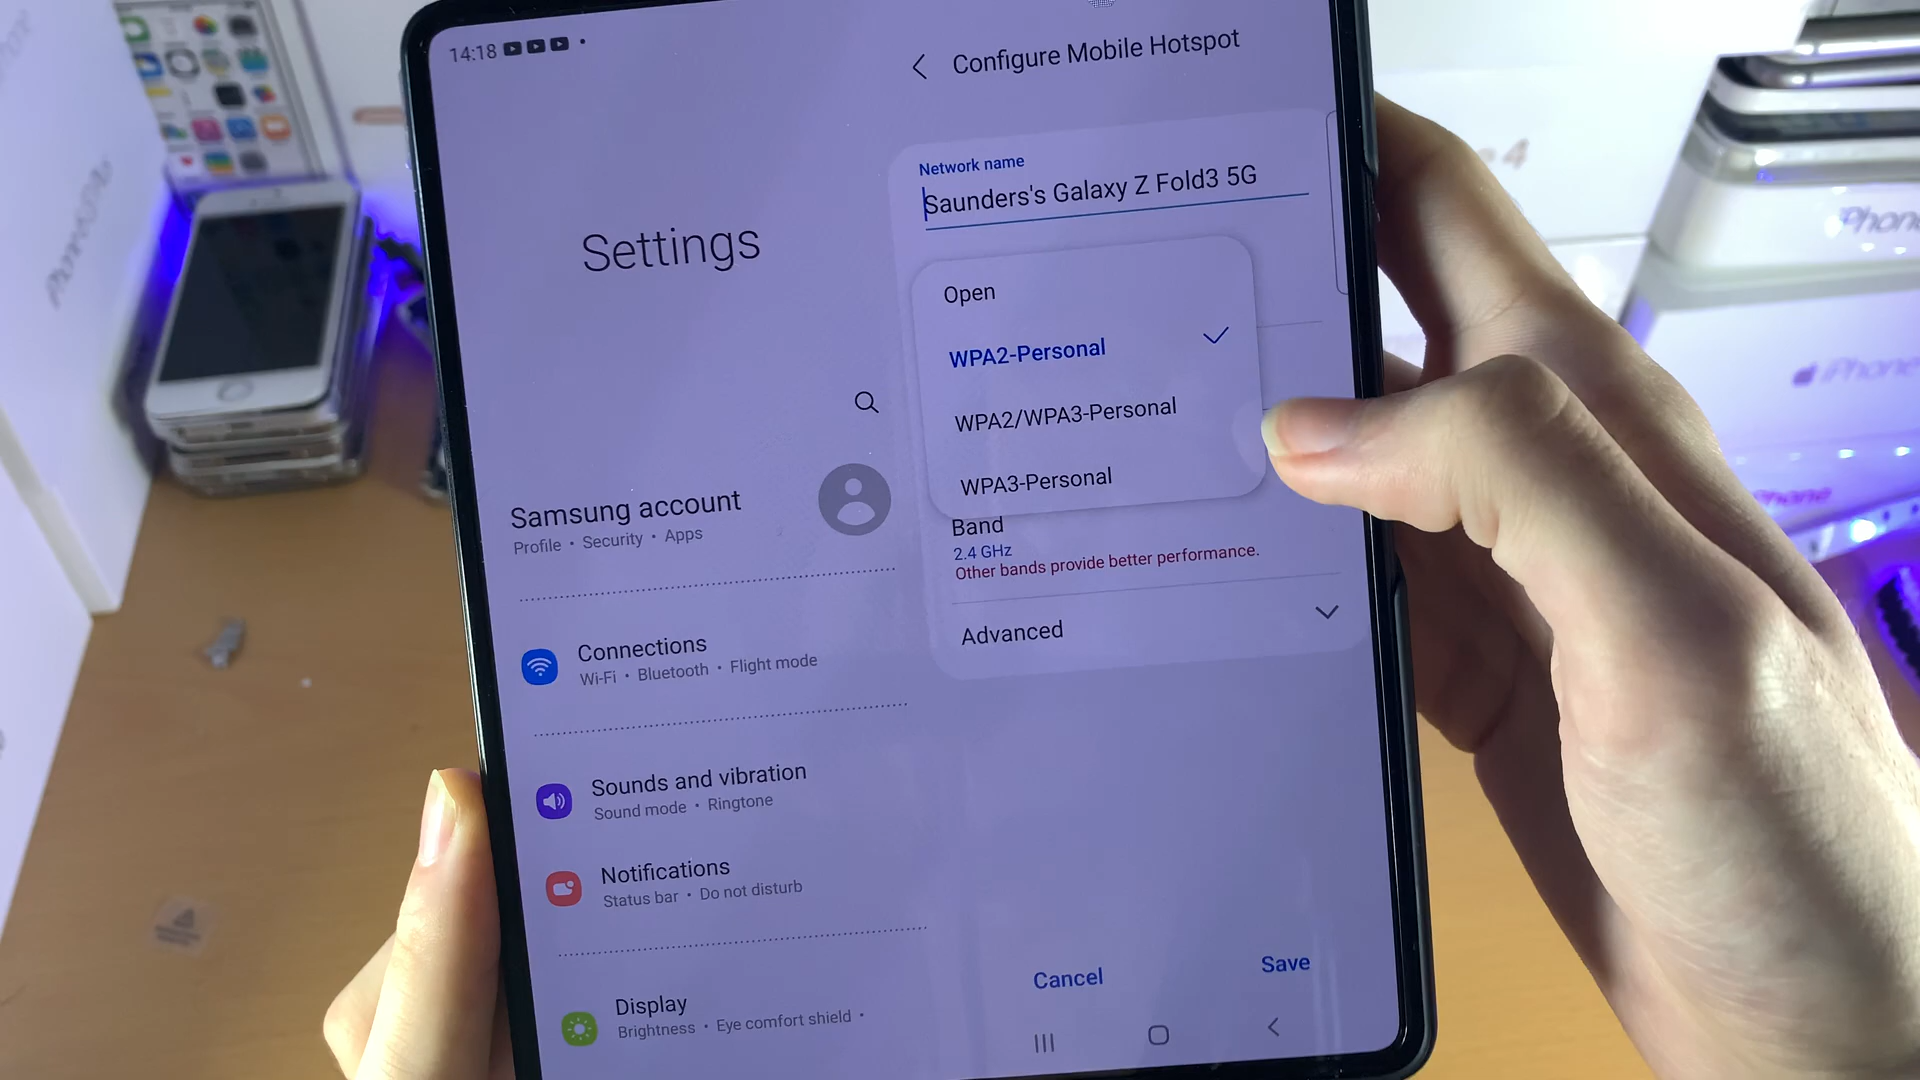 14:18
Settings
Samsung account
Profile • Security • Apps
Connections
Wi-Fi • Bluetooth • Flight mode
Sounds and vibration
Sound mode • Ringtone
Notifications
Status bar • Do not disturb
Display
Brightness • Eye comfort shield •
Configure Mobile Hotspot
Network name
Saunders's Galaxy Z Fold3 5G
Open
WPA2-Personal
WPA2/WPA3-Personal
WPA3-Personal
Band
2.4 GHz
Other bands provide better performance.
Advanced
Cancel
Save
4
iPhone
iPhone